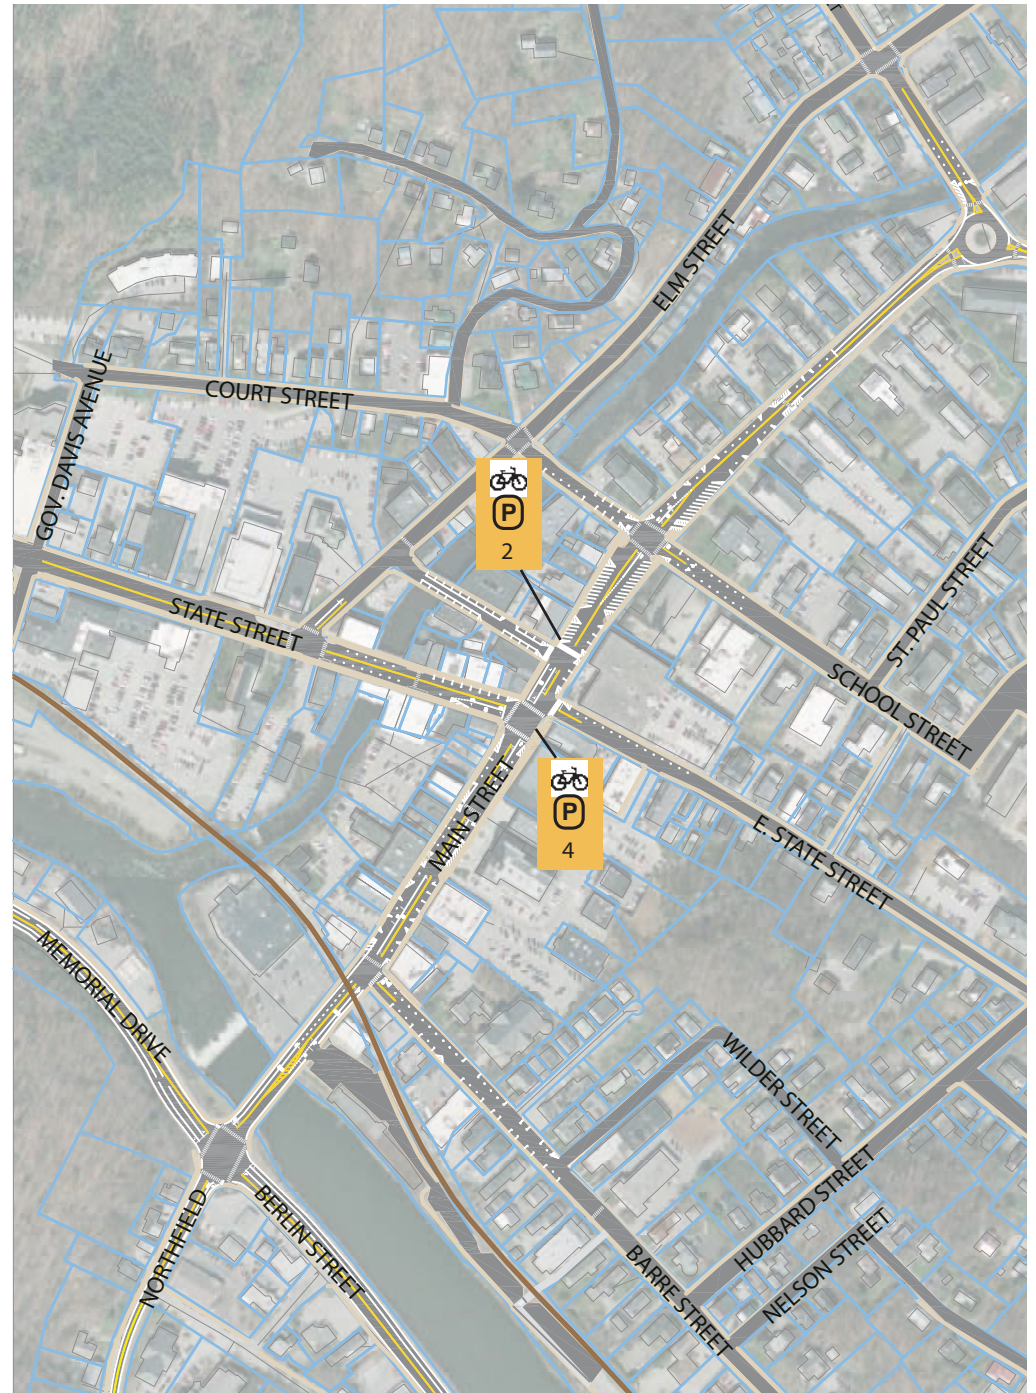 ELM STREET
COURT STREET
GOV. DAVIS AVENUE
P
2
STATE STREET
ST. PAUL STREET
SCHOOL STREET
MAIN STREET
P
4
E. STATE STREET
MEMORIAL DRIVE
WILDER STREET
HUBBARD STREET
NELSON STREET
BERLIN STREET
NORTHFIELD
BARRE STREET